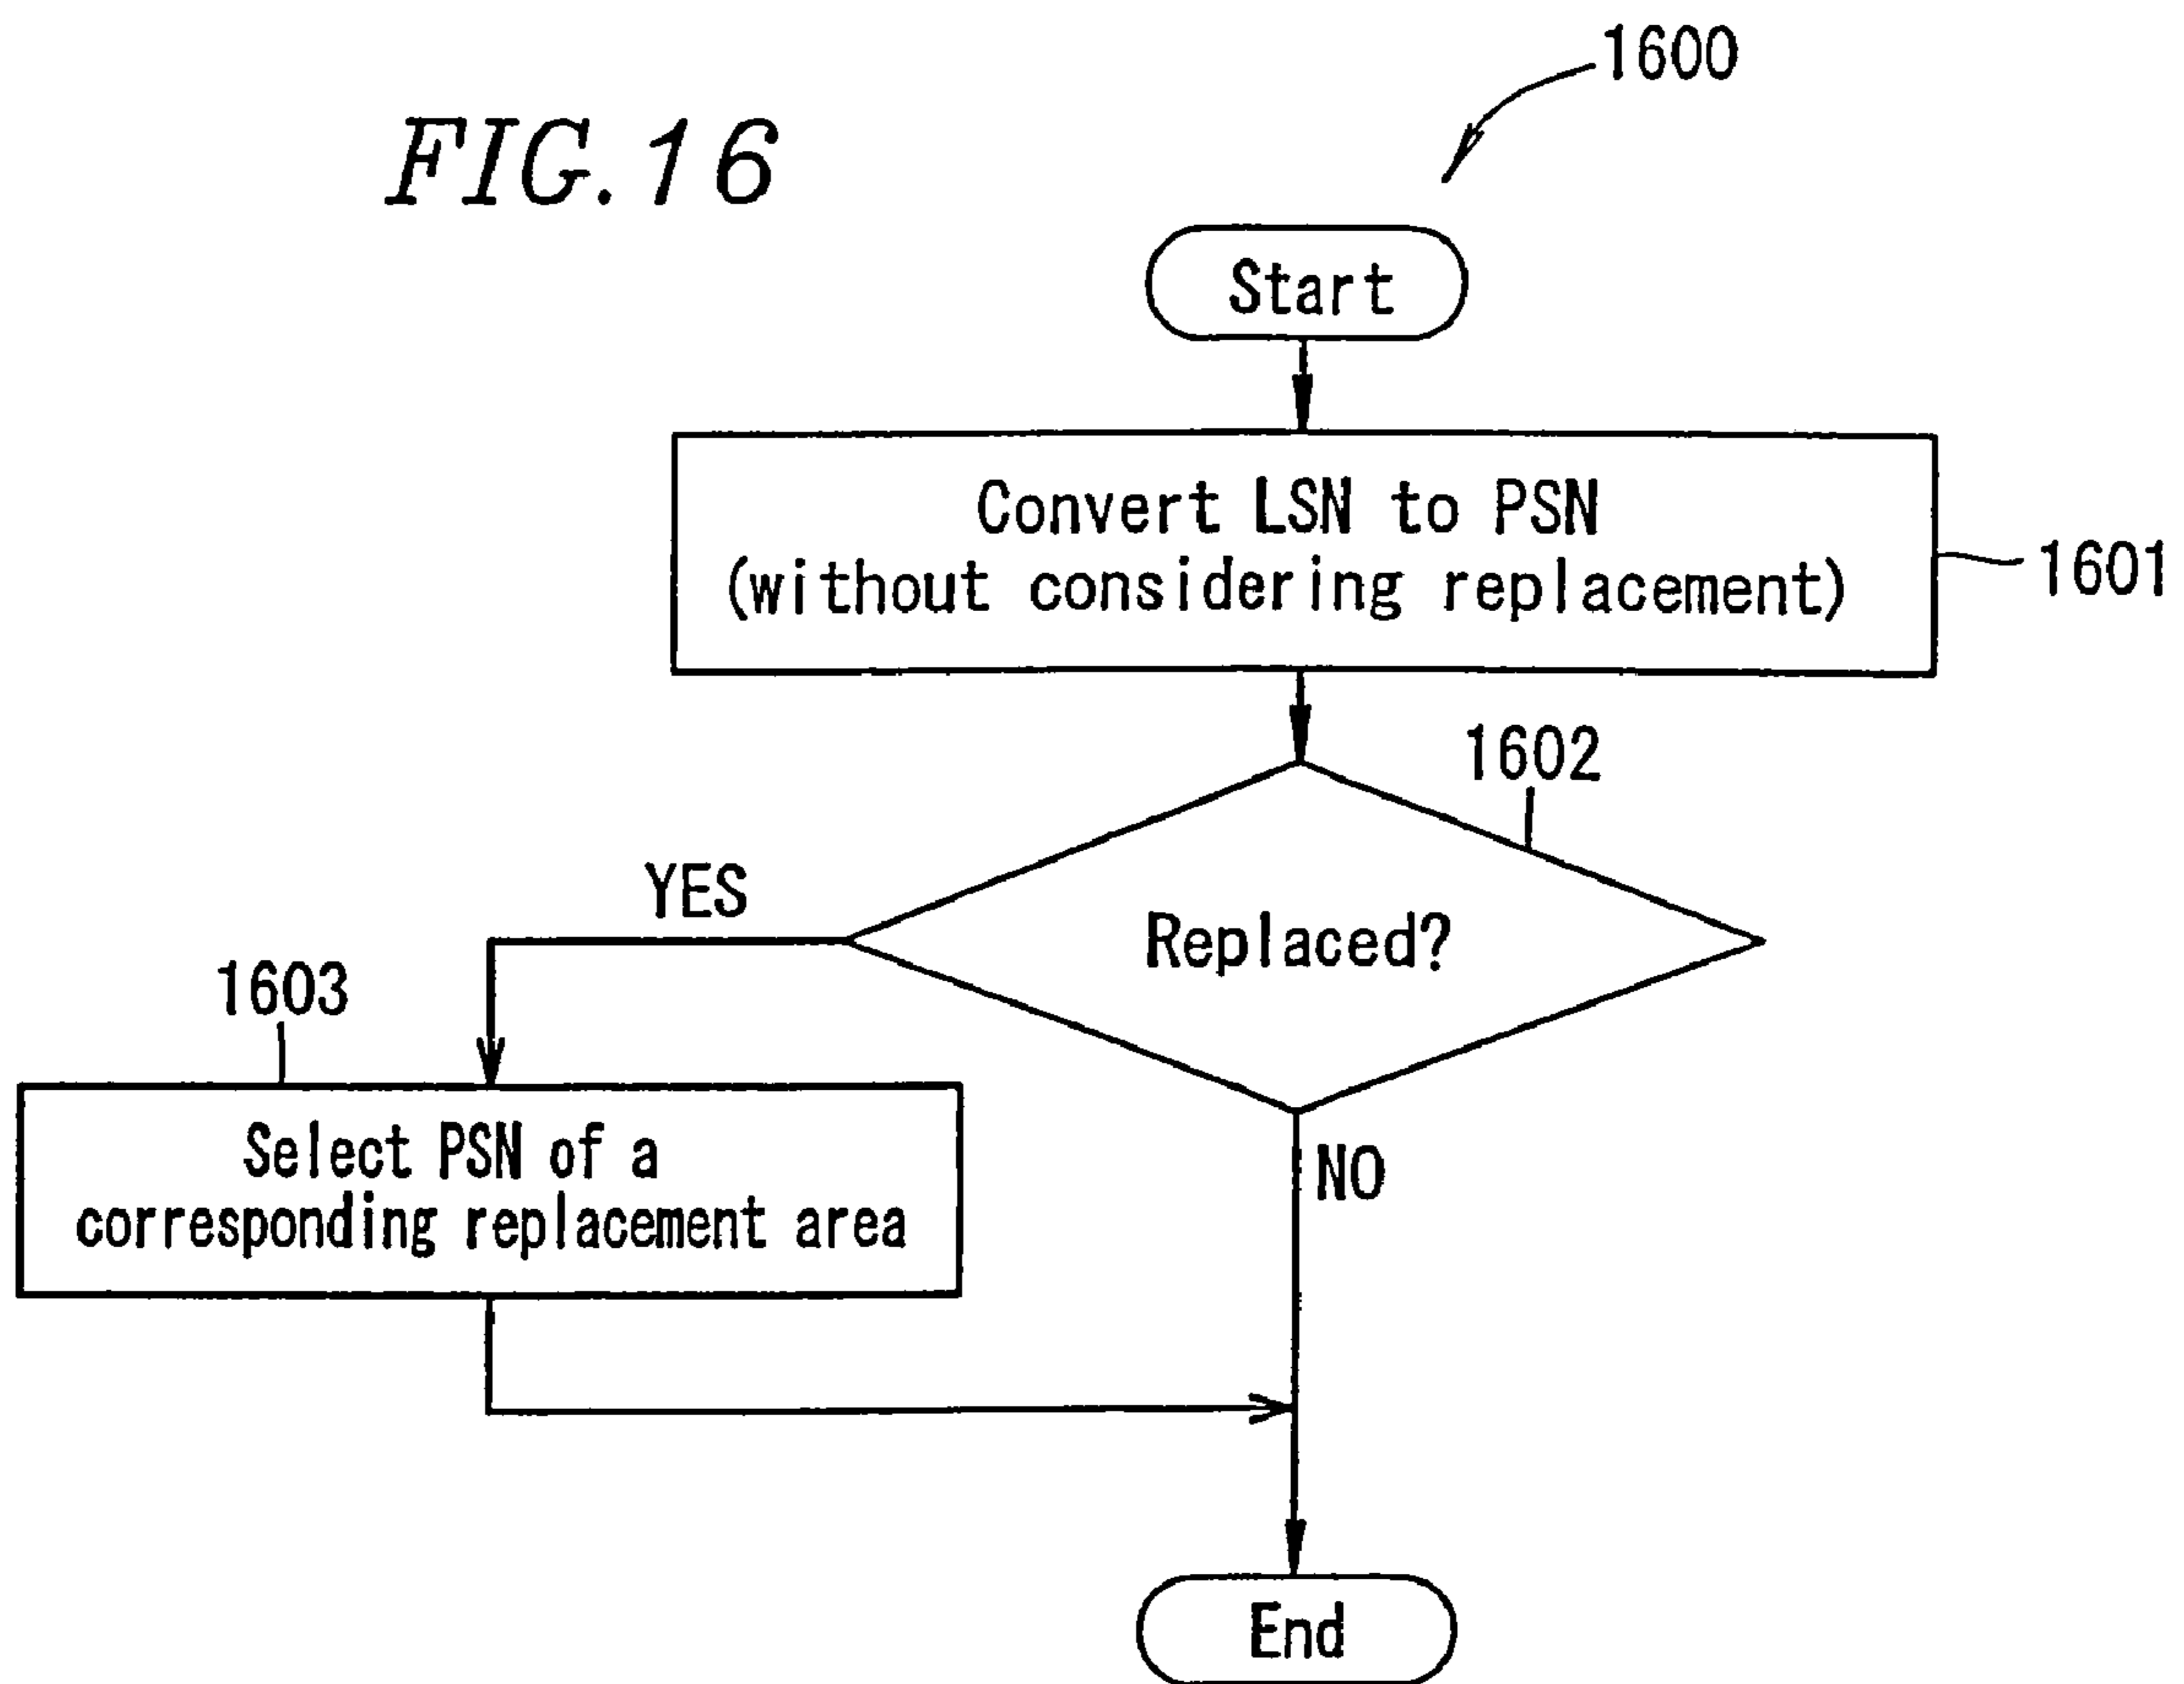 1600
FIG.16
Start
Convert LSN to PSN
(without considering replacement)
1601
1602
YES
Replaced?
1603
NO
Select PSN of a
corresponding replacement area
End